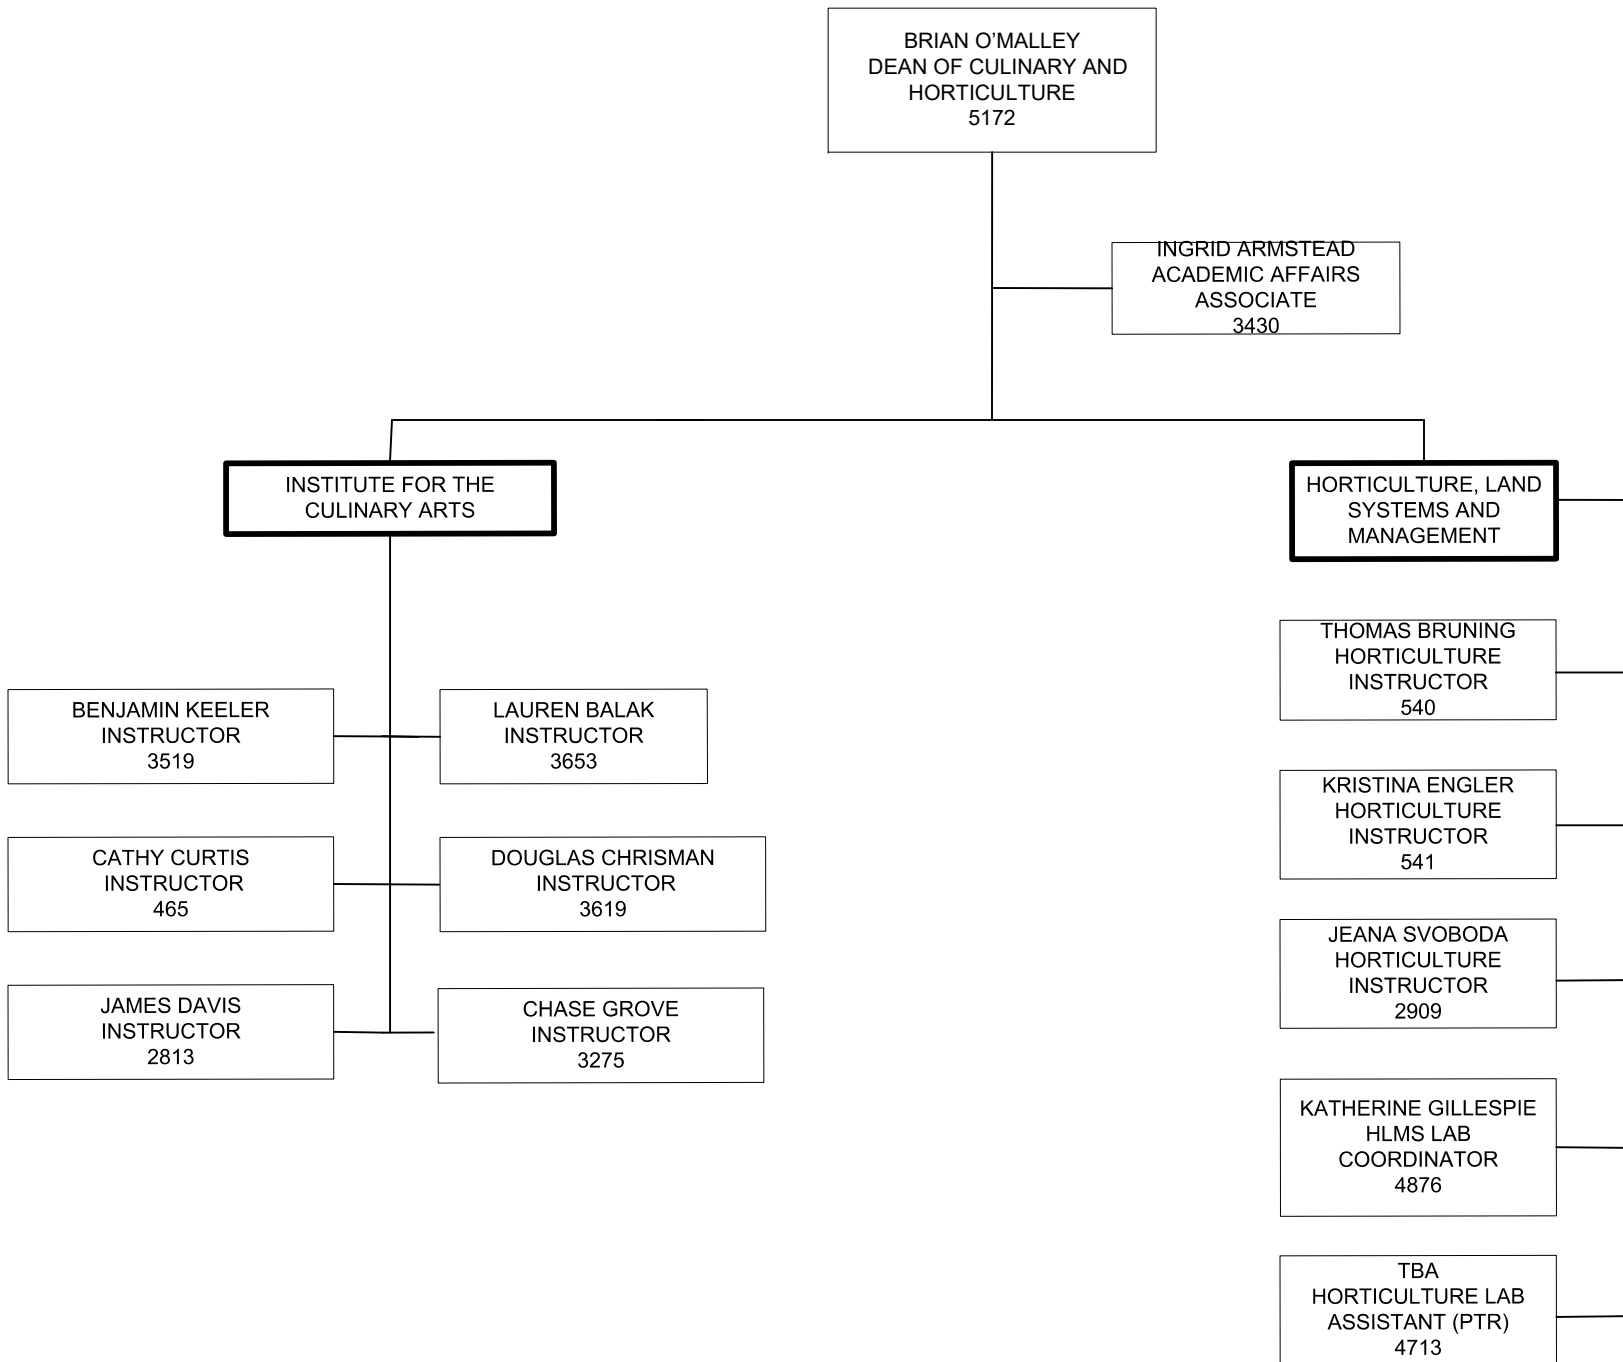 BRIAN O’MALLEY
DEAN OF CULINARY AND
HORTICULTURE
5172
INGRID ARMSTEAD
ACADEMIC AFFAIRS
ASSOCIATE
3430
INSTITUTE FOR THE
CULINARY ARTS
HORTICULTURE, LAND
SYSTEMS AND
MANAGEMENT
BENJAMIN KEELER
INSTRUCTOR
3519
LAUREN BALAK
INSTRUCTOR
3653
CATHY CURTIS
INSTRUCTOR
465
DOUGLAS CHRISMAN
INSTRUCTOR
3619
JAMES DAVIS
INSTRUCTOR
2813
CHASE GROVE
INSTRUCTOR
3275
THOMAS BRUNING
HORTICULTURE
INSTRUCTOR
540
KRISTINA ENGLER
HORTICULTURE
INSTRUCTOR
541
JEANA SVOBODA
HORTICULTURE
INSTRUCTOR
2909
KATHERINE GILLESPIE
HLMS LAB
COORDINATOR
4876
TBA
HORTICULTURE LAB
ASSISTANT (PTR)
4713